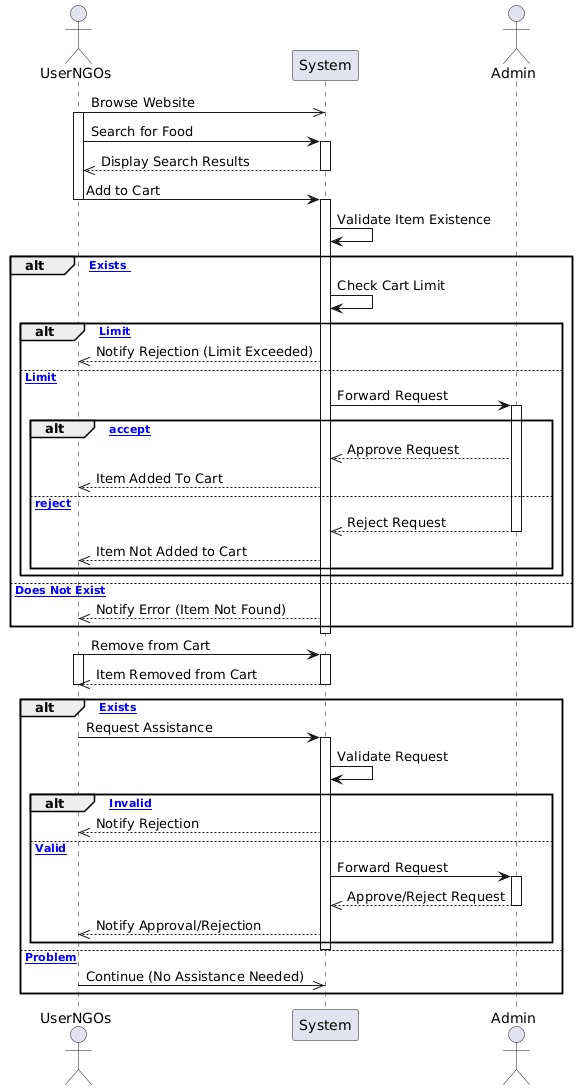 UserNGOs
System
Admin
Browse Website
Search for Food
Display Search Results
Add to Cart
Validate Item Existence
alt Exists
Check Cart Limit
alt Limit
Notify Rejection (Limit Exceeded)
Limit
Forward Request
alt accept
Approve Request
Item Added To Cart
reject
Reject Request
Item Not Added to Cart
Does Not Exist
Notify Error (Item Not Found)
Remove from Cart
Item Removed from Cart
alt Exists
Request Assistance
Validate Request
alt Invalid
Notify Rejection
Valid
Forward Request
Approve/Reject Request
Notify Approval/Rejection
Problem
Continue (No Assistance Needed)
UserNGOs
System
Admin